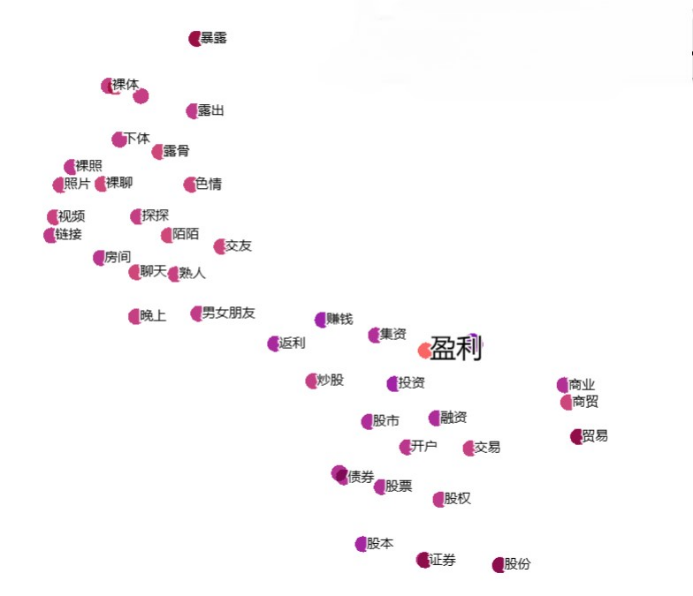 暴露
裸体
露出
下体
露骨
裸照
照片
裸聊
色情
视频
探探
链接
陌陌
交友
房间
聊天
熟人
晚上
男女朋友
赚钱
集资
返利
盈利
炒股
投资
商业
商贸
股市
融资
贸易
开户
交易
债券
股票
股权
股本
证券
股份